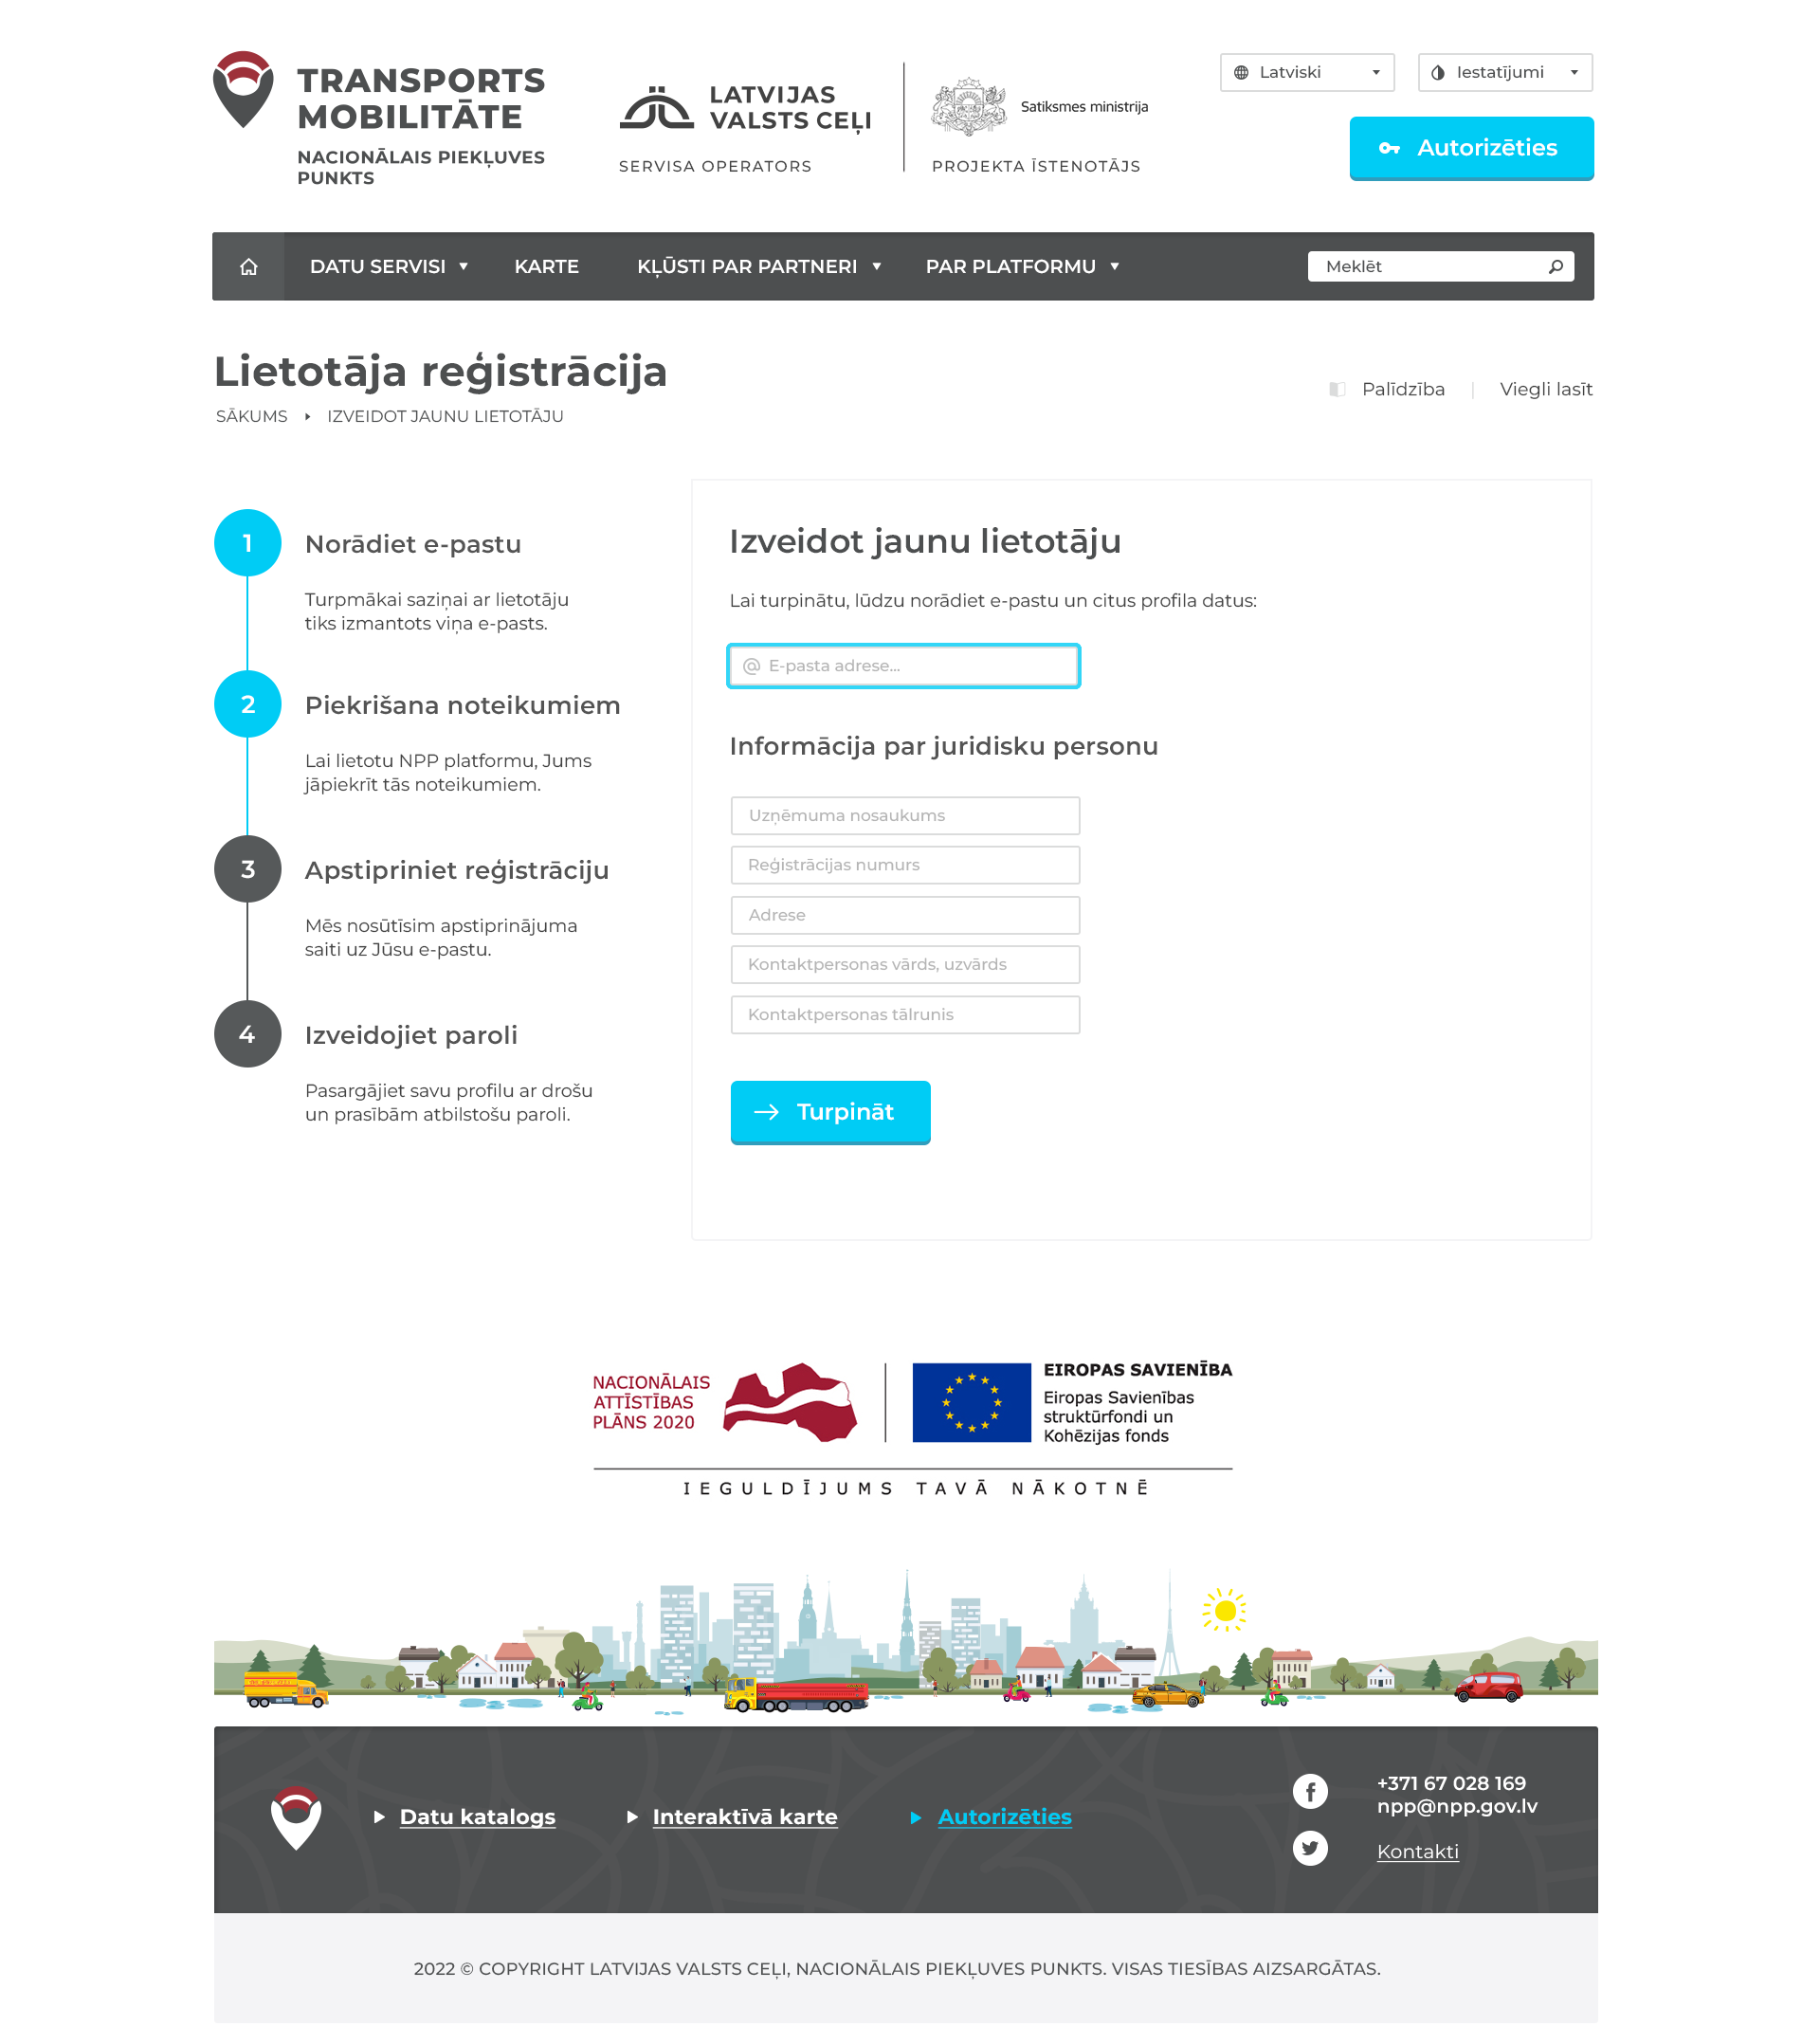 TRANSPORTS
MOBILITĀTE
NACIONĀLAIS PIEKĻUVES
PUNKTS
LATVIJAS
VALSTS CEĻI
SERVISA OPERATORS
Satiksmes ministrija
PROJEKTA ĪSTENOTĀJS
Latviski
Iestatījumi
Autorizēties
DATU SERVISI
KARTE
KĻŪSTI PAR PARTNERI
PAR PLATFORMU
Meklēt
Lietotāja reģistrācija
SĀKUMS
IZVEIDOT JAUNU LIETOTĀJU
Palīdzība
Viegli lasīt
1
Norādiet e-pastu
Turpmākai saziņai ar lietotāju
tiks izmantots viņa e-pasts.
2
Piekrišana noteikumiem
Lai lietotu NPP platformu, Jums
jāpiekrīt tās noteikumiem.
3
Apstipriniet reģistrāciju
Mēs nosūtīsim apstiprinājuma
saiti uz Jūsu e-pastu.
4
Izveidojiet paroli
Pasargājiet savu profilu ar drošu
un prasībām atbilstošu paroli.
Izveidot jaunu lietotāju
Lai turpinātu, lūdzu norādiet e-pastu un citus profila datus:
@ E-pasta adrese...
Informācija par juridisku personu
Uzņēmuma nosaukums
Reģistrācijas numurs
Adrese
Kontaktpersonas vārds, uzvārds
Kontaktpersonas tālrunis
Turpināt
NACIONĀLAIS
ATTĪSTĪBAS
PLĀNS 2020
EIROPAS SAVIENĪBA
Eiropas Savienības
struktūrfondi un
Kohēzijas fonds
IEGULDĪJUMS TAVĀ NĀKOTNĒ
Datu katalogs
Interaktīvā karte
Autorizēties
+371 67 028 169
npp@npp.gov.lv
Kontakti
2022 © COPYRIGHT LATVIJAS VALSTS CEĻI, NACIONĀLAIS PIEKĻUVES PUNKTS. VISAS TIESĪBAS AIZSARGĀTAS.